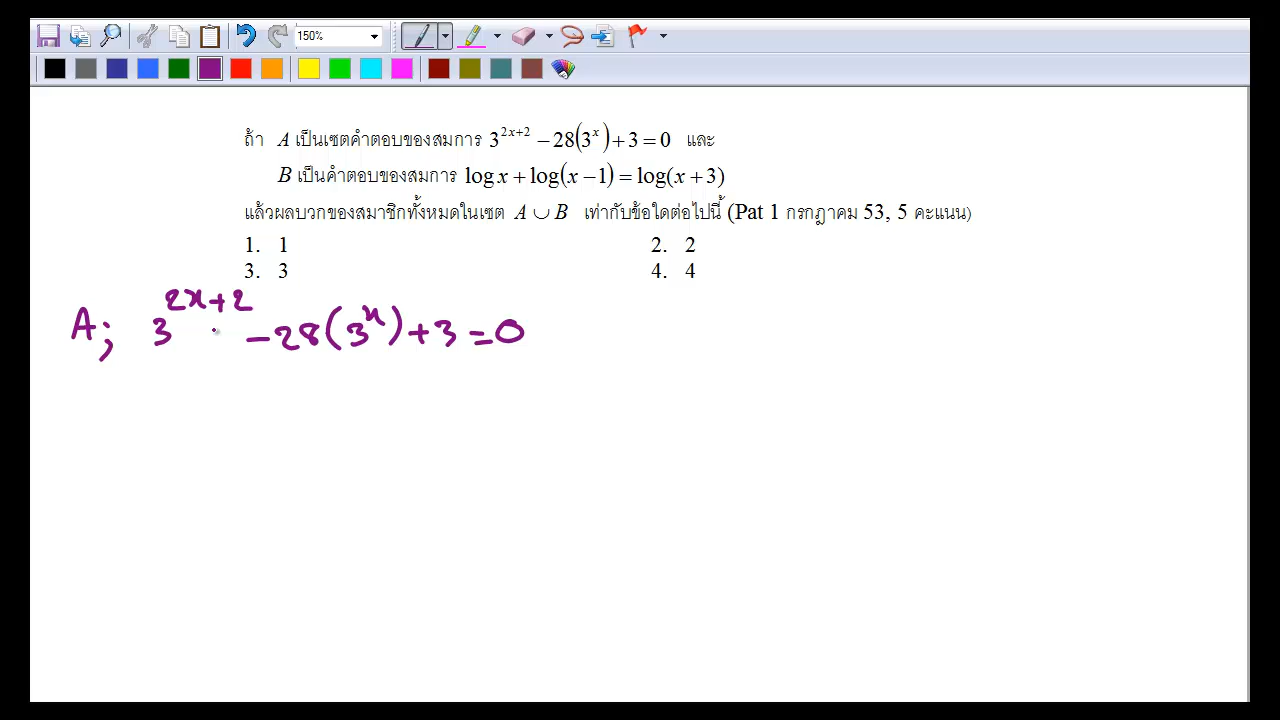 150%
ถ้า A เป็นเซตคำตอบของสมการ 3^{2x+2} − 28(3^x) + 3 = 0 และ
B เป็นคำตอบของสมการ log x + log(x − 1) = log(x + 3)
แล้วผลบวกของสมาชิกทั้งหมดในเซต A ∪ B เท่ากับข้อใดต่อไปนี้ (Pat 1 กรกฎาคม 53, 5 คะแนน)
1. 1 2. 2
3. 3 4. 4
A; 3^{2x+2} − 28(3^x) + 3 = 0